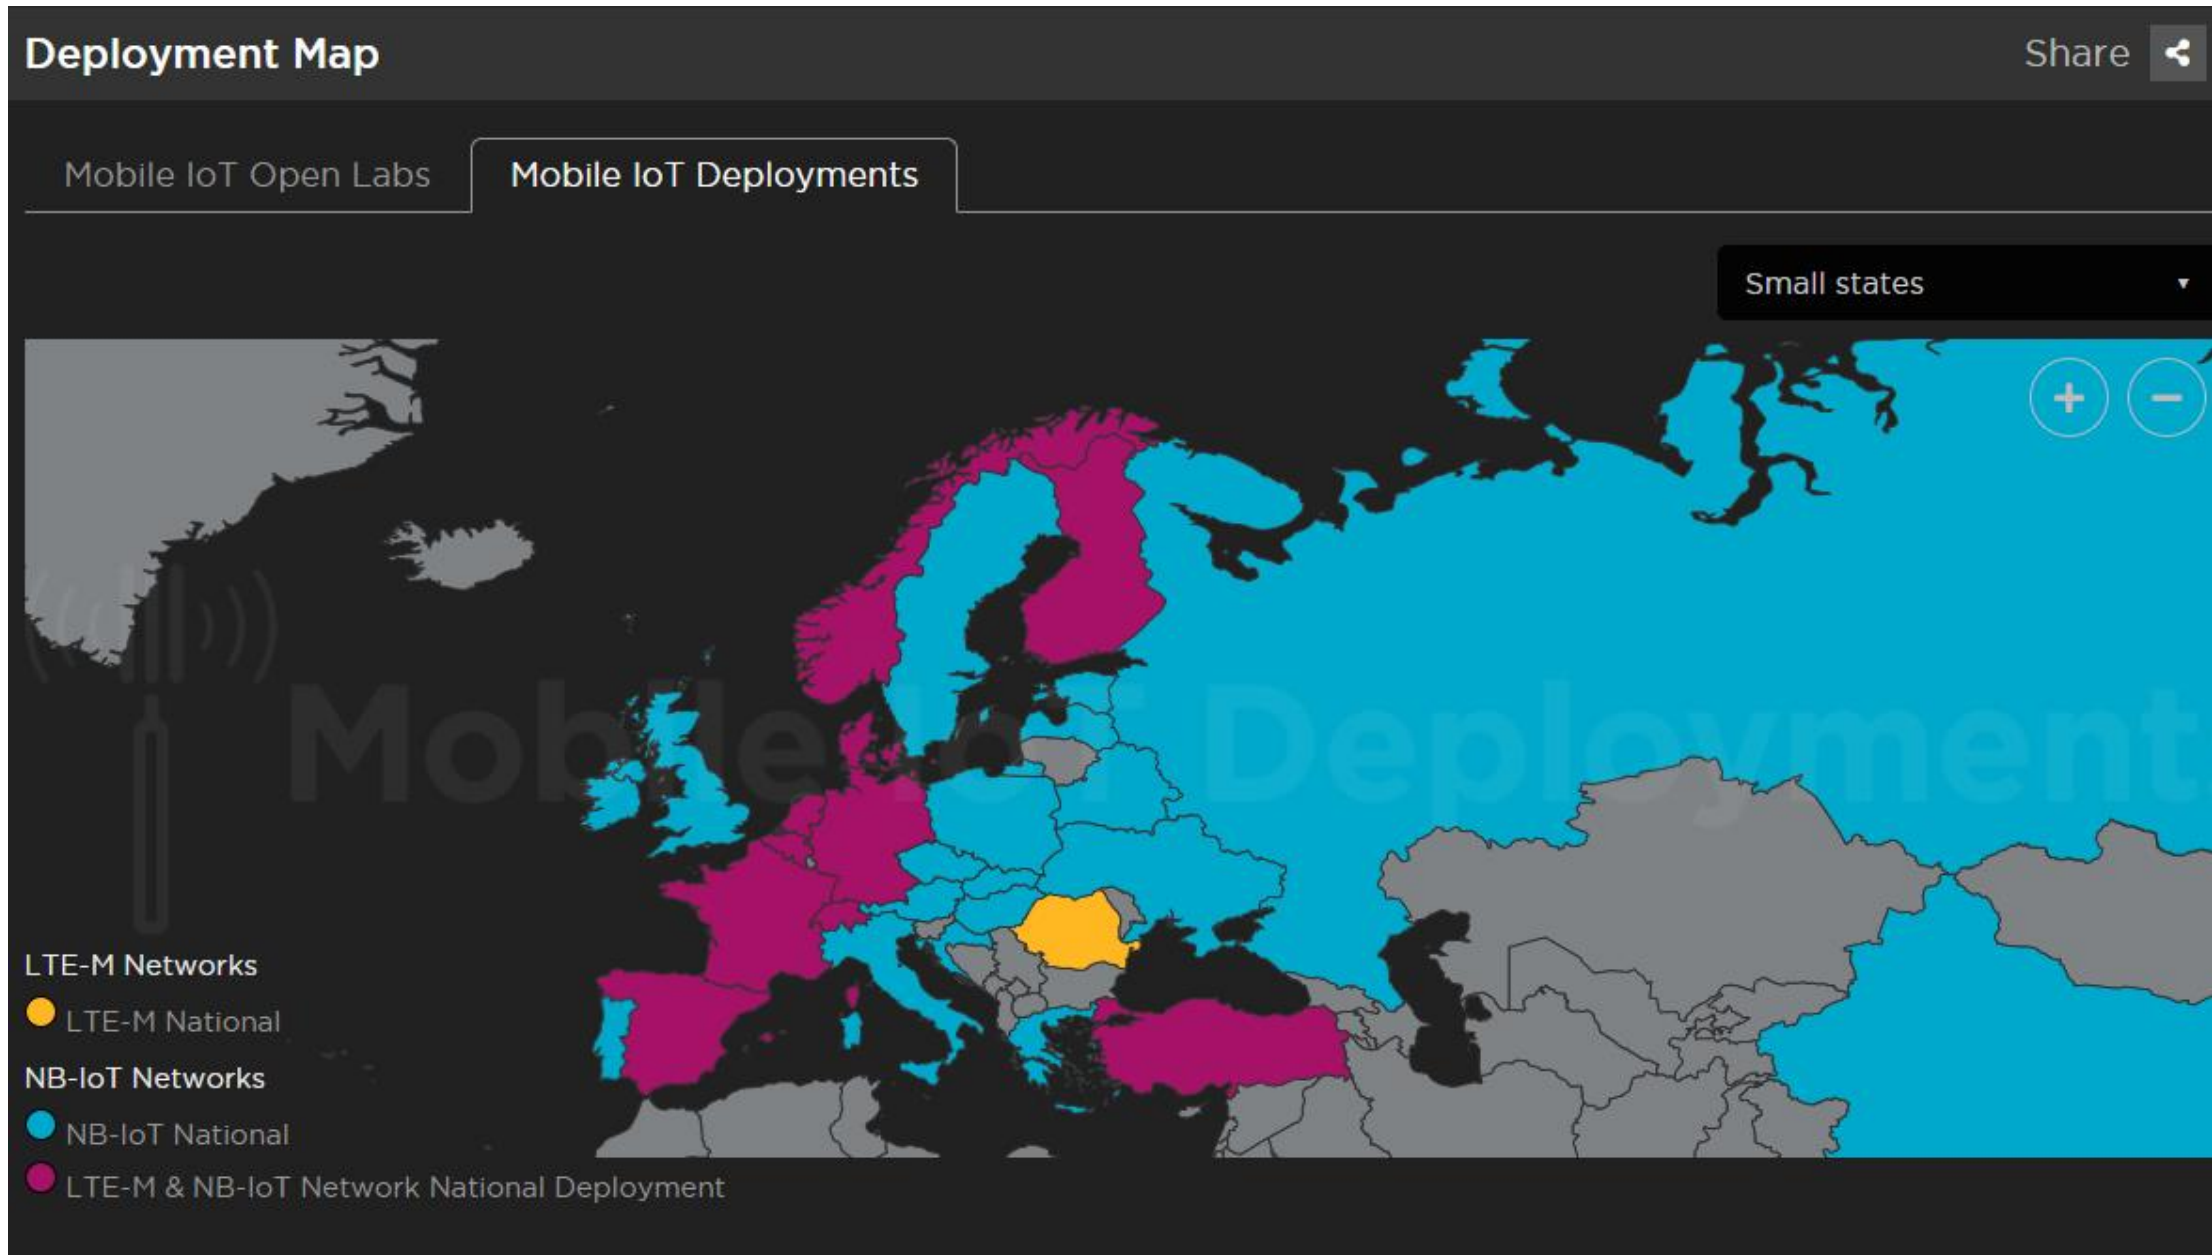 Deployment Map
Share
Mobile IoT Open Labs
Mobile IoT Deployments
Small states
Mobile IoT Deployment
LTE-M Networks
LTE-M National
NB-IoT Networks
NB-IoT National
LTE-M & NB-IoT Network National Deployment